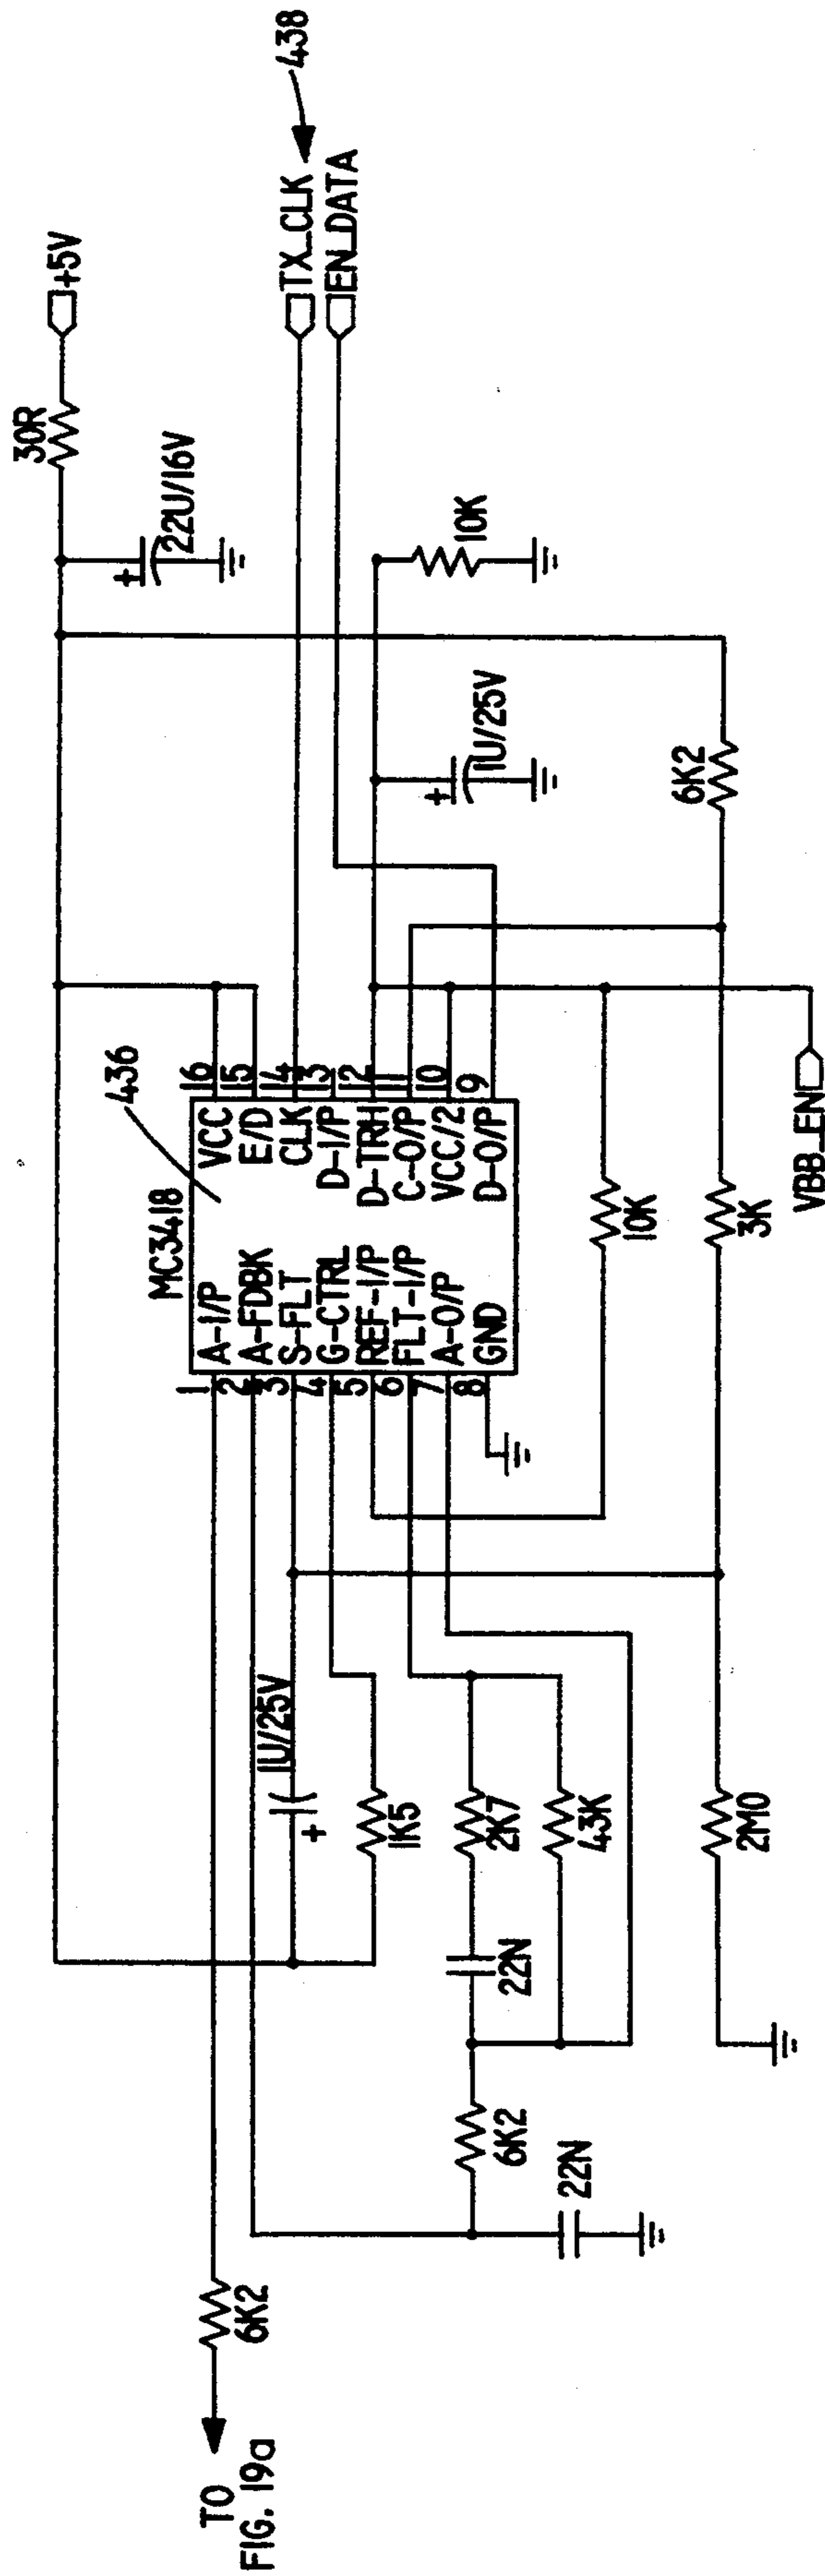 +5V
30R
22U/16V
+
TX_CLK
438
EN_DATA
436
MC3418
1 A-I/P VCC 16
2 A-FDBK E/D 15
3 S-FLT CLK 14
4 G-CTRL D-I/P 13
5 REF-I/P D-TRH 12
6 FLT-I/P C-O/P 11
7 A-O/P VCC/2 10
8 GND D-O/P 9
10K
1U/25V
+
6K2
1U/25V
+
1K5
2K7
22N
43K
6K2
22N
10K
3K
2M0
VBB_EN
6K2
TO
FIG. 19a